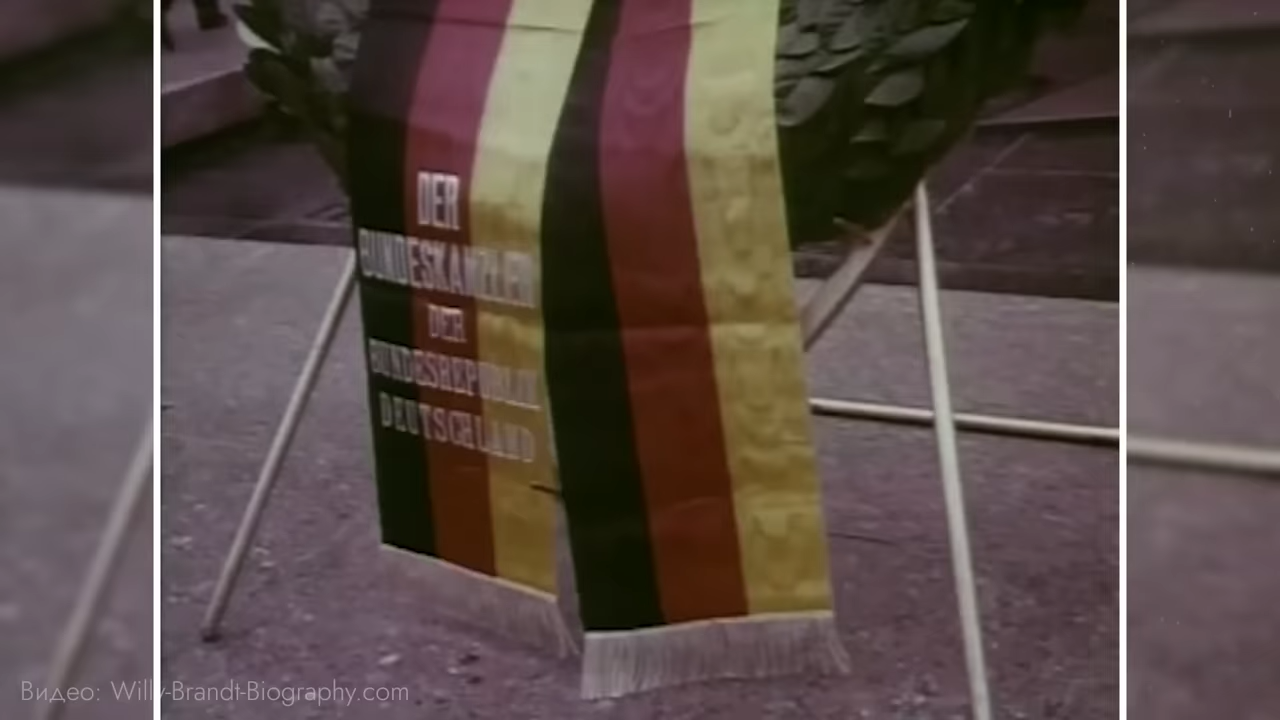 DER
BUNDESKANZLER
DER
BUNDESREPUBLIK
DEUTSCHLAND
Видео: Willy-Brandt-Biography.com